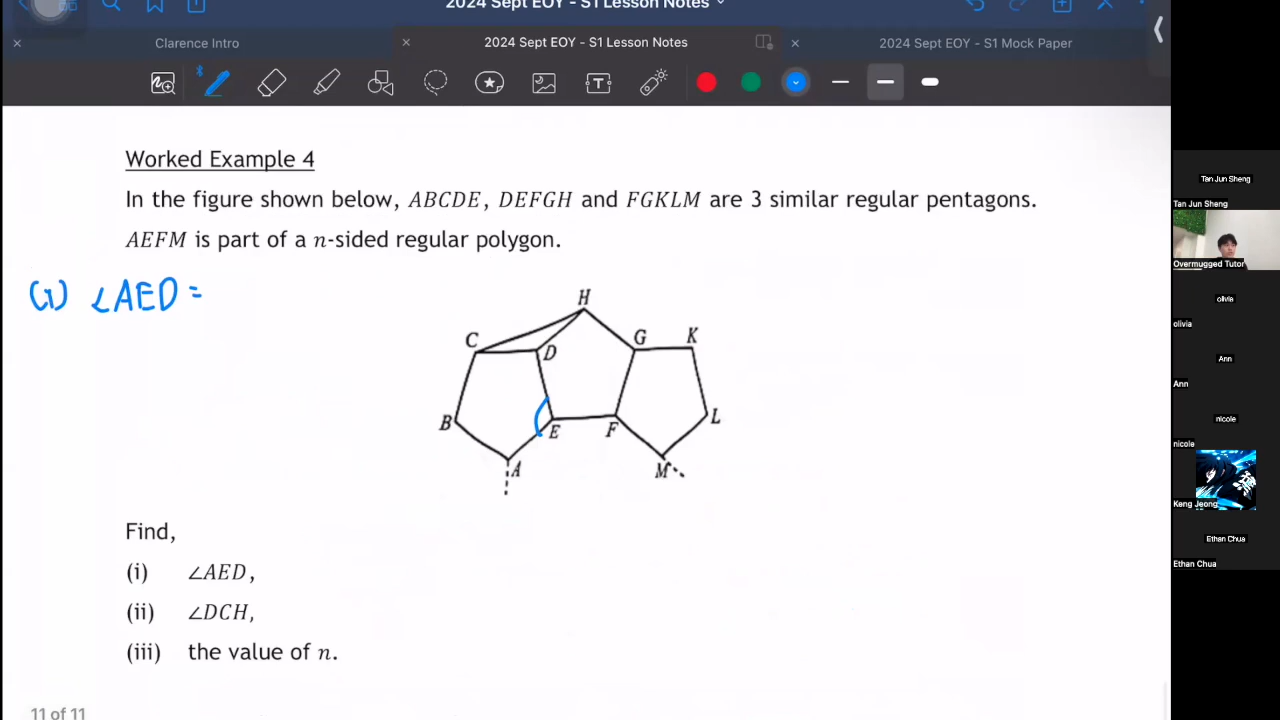 2024 Sept EOY - S1 Lesson Notes
Clarence Intro
2024 Sept EOY - S1 Lesson Notes
2024 Sept EOY - S1 Mock Paper
Worked Example 4
In the figure shown below, ABCDE, DEFGH and FGKLM are 3 similar regular pentagons.
AEFM is part of a n-sided regular polygon.
(i) ∠AED =
H
C
D
G
K
B
E
F
L
A
M
Find,
(i) ∠AED,
(ii) ∠DCH,
(iii) the value of n.
11 of 11
Tan Jun Sheng
Tan Jun Sheng
Overmugged Tutor
olivia
olivia
Ann
Ann
nicole
nicole
Keng Jeong
Ethan Chua
Ethan Chua